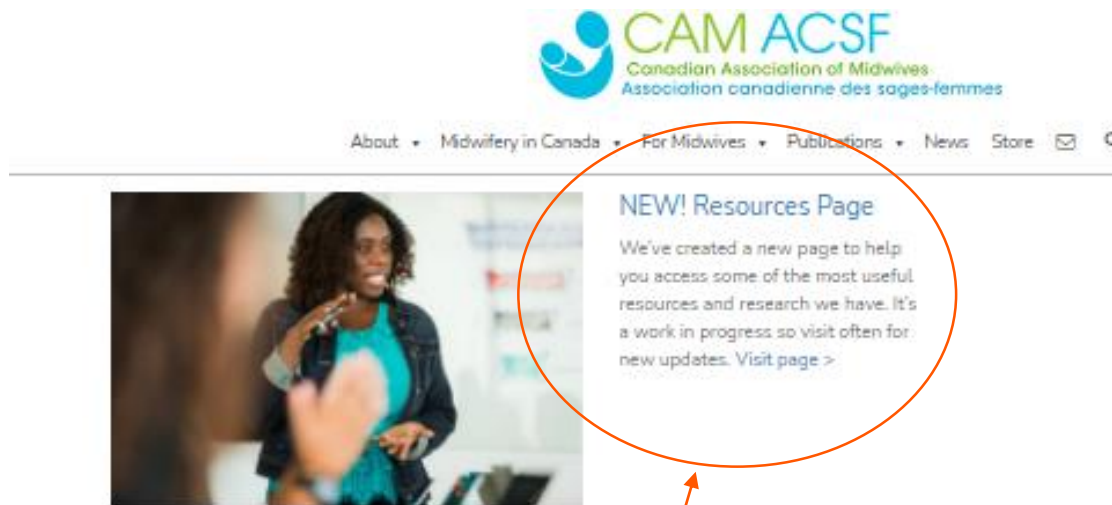 CAM ACSF
Canadian Association of Midwives
Association canadienne des sages-femmes
About Midwifery in Canada For Midwives Publications News Store
NEW! Resources Page
We've created a new page to help
you access some of the most useful
resources and research we have. It's
a work in progress so visit often for
new updates. Visit page >